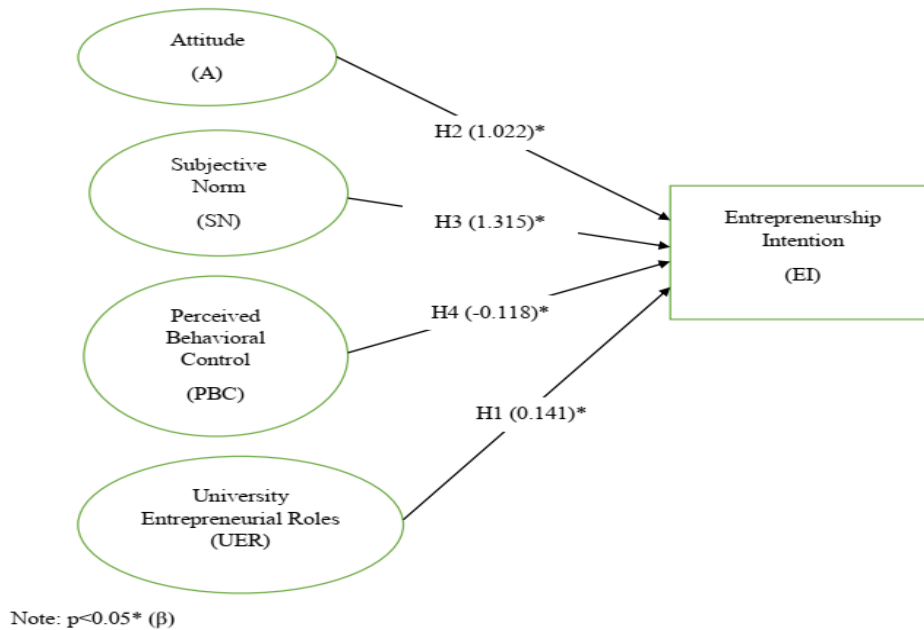 Attitude
(A)
H2 (1.022)*
Subjective
Norm
(SN)
H3 (1.315)*
Entrepreneurship
Intention
(EI)
Perceived
Behavioral
Control
(PBC)
H4 (-0.118)*
H1 (0.141)*
University
Entrepreneurial Roles
(UER)
Note: p<0.05* (β)